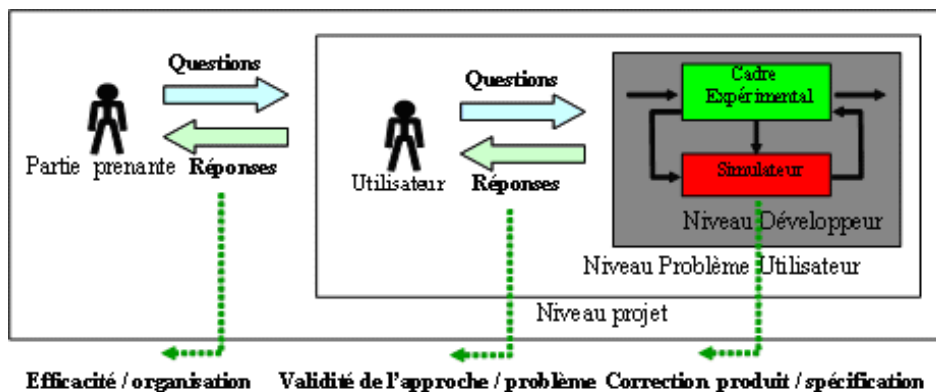 Questions
Partie prenante
Réponses
Questions
Utilisateur
Réponses
Cadre
Expérimental
Simulateur
Niveau Développeur
Niveau Problème Utilisateur
Niveau projet
Efficacité / organisation
Validité de l'approche / problème
Correction produit / spécification